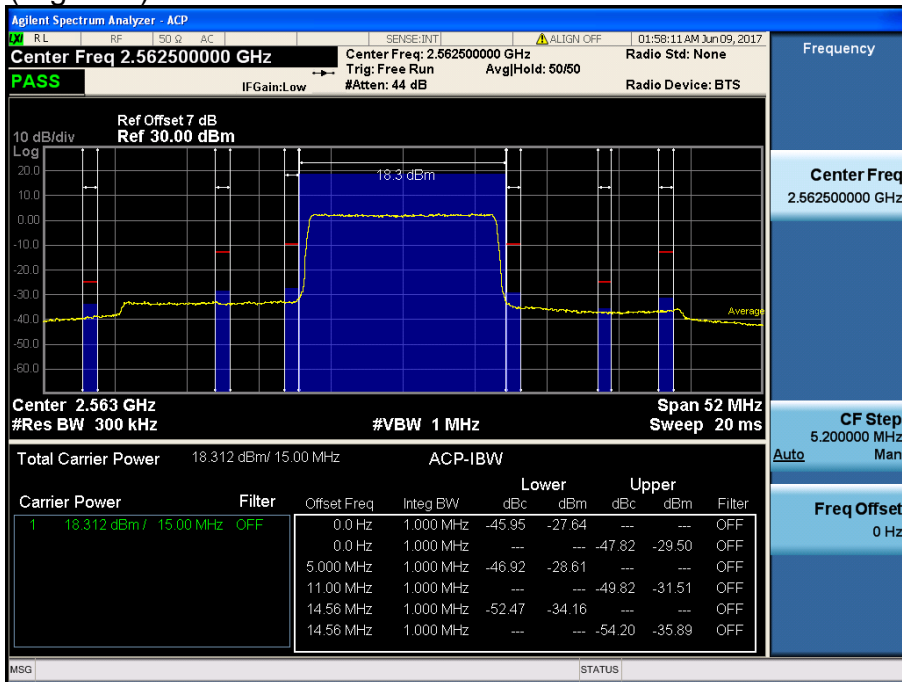 Agilent Spectrum Analyzer - ACP
LXI RL RF 50 Ω AC SENSE:INT ALIGN OFF 01:58:11 AM Jun 09, 2017
Center Freq 2.562500000 GHz
Center Freq: 2.562500000 GHz
Radio Std: None
Trig: Free Run Avg|Hold: 50/50
PASS IFGain:Low #Atten: 44 dB Radio Device: BTS
Ref Offset 7 dB
10 dB/div Ref 30.00 dBm
Log
20.0
10.0
0.00
-10.0
-20.0
-30.0
-40.0
-50.0
-60.0
18.3 dBm
Average
Center 2.563 GHz Span 52 MHz
#Res BW 300 kHz #VBW 1 MHz Sweep 20 ms
Total Carrier Power 18.312 dBm/ 15.00 MHz ACP-IBW
Lower Upper
Carrier Power Filter Offset Freq Integ BW dBc dBm dBc dBm Filter
1 18.312 dBm / 15.00 MHz OFF 0.0 Hz 1.000 MHz -45.95 -27.64 --- --- OFF
0.0 Hz 1.000 MHz --- --- -47.82 -29.50 OFF
5.000 MHz 1.000 MHz -46.92 -28.61 --- --- OFF
11.00 MHz 1.000 MHz --- --- -49.82 -31.51 OFF
14.56 MHz 1.000 MHz -52.47 -34.16 --- --- OFF
14.56 MHz 1.000 MHz --- --- -54.20 -35.89 OFF
MSG STATUS
Frequency
Center Freq
2.562500000 GHz
CF Step
5.200000 MHz
Auto Man
Freq Offset
0 Hz